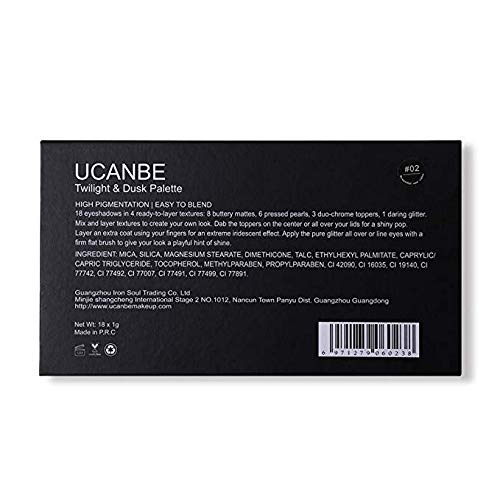 UCANBE
Twilight & Dusk Palette
#02
HIGH PIGMENTATION | EASY TO BLEND
18 eyeshadows in 4 ready-to-layer textures: 8 buttery mattes, 6 pressed pearls, 3 duo-chrome toppers, 1 daring glitter.
Mix and layer textures to create your own look. Dab the toppers on the center or all over your lids for a shiny pop.
Layer an extra coat using your fingers for an extreme iridescent effect. Apply the pure glitter all over or line eyes with a
firm flat brush to give your look a playful hint of shine.
INGREDIENT: MICA, SILICA, MAGNESIUM STEARATE, DIMETHICONE, TALC, ETHYLHEXYL PALMITATE, CAPRYLIC/
CAPRIC TRIGLYCERIDE, TOCOPHEROL, METHYLPARABEN, PROPYLPARABEN, CI 42090, CI 16035, CI 19140, CI
77742, CI 77492, CI 77007, CI 77491, CI 77499, CI 77891.
Guangzhou Iron Soul Trading Co. Ltd
Minjie shangcheng International Stage 2 NO.1012, Nancun Town Panyu Dist, Guangzhou Guangdong
http://www.ucanbemakeup.com
Net Wt: 18 x 1g
Made in P.R.C
6971279060238